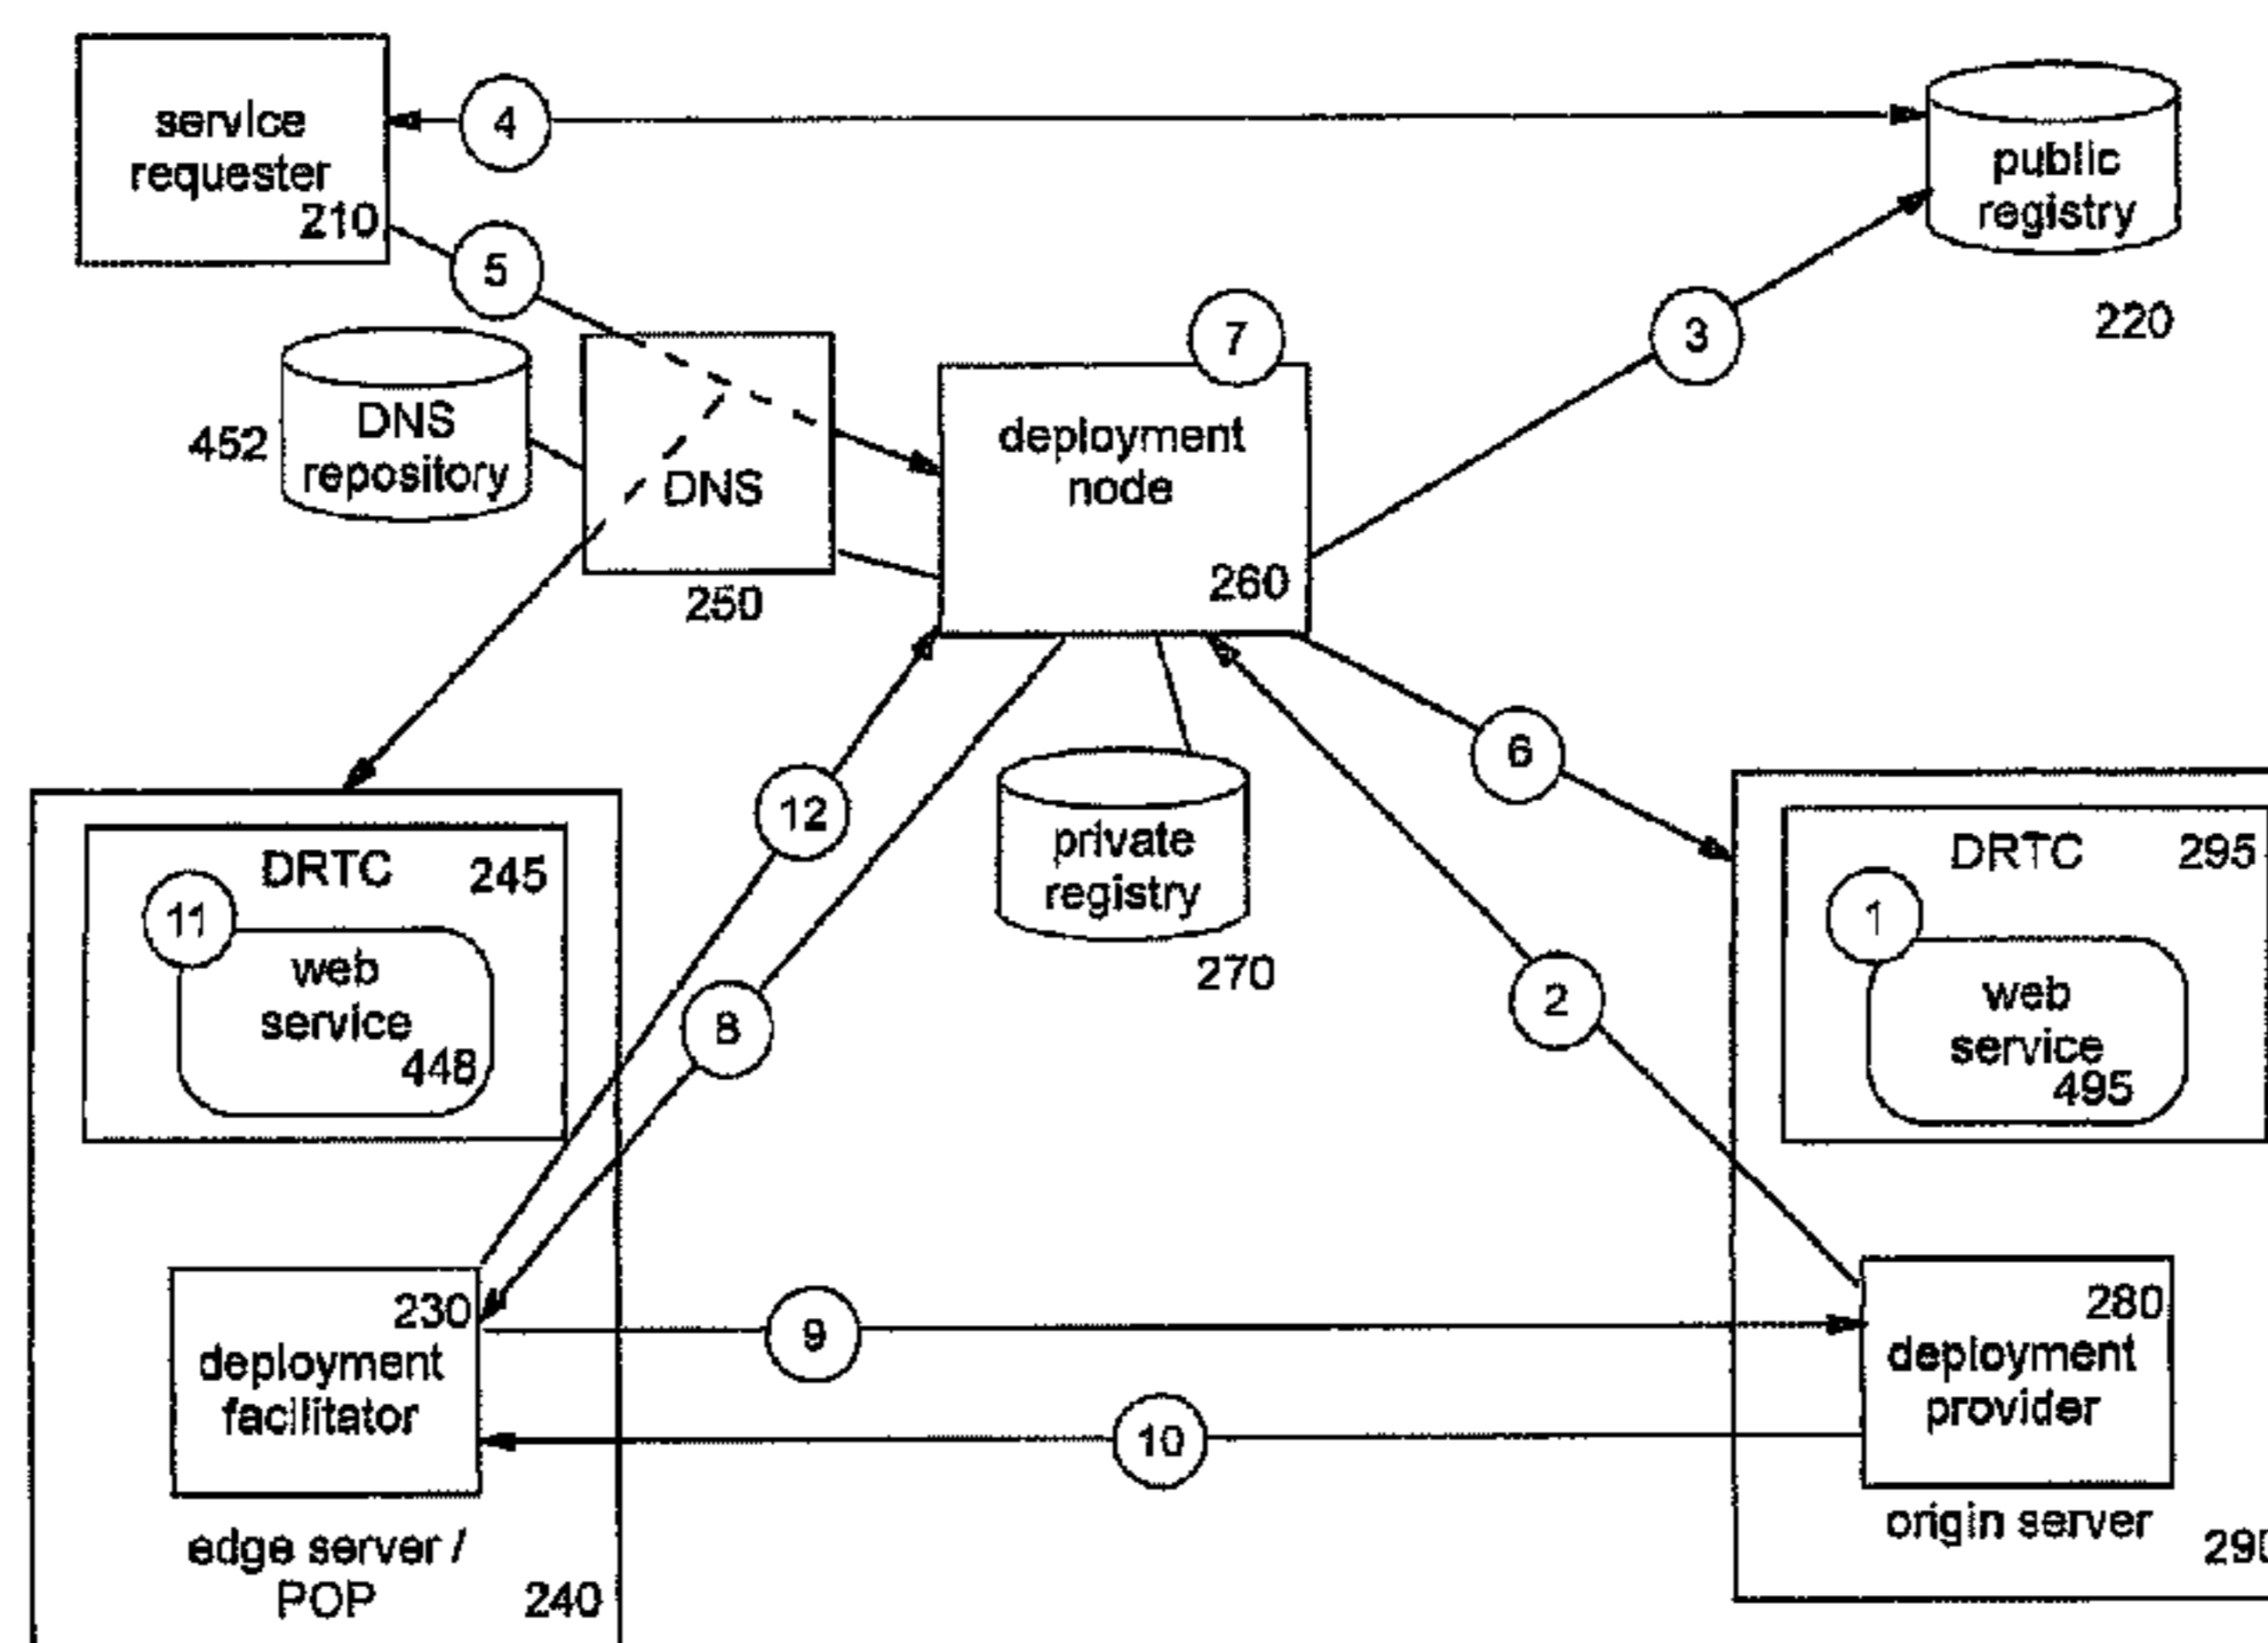 service
requester
210
4
public
registry
220
5
7
3
DNS
repository
452
DNS
250
deployment
node
260
12
6
private
registry
270
DRTC 245
11
web
service
448
8
2
DRTC 295
1
web
service
495
230
deployment
facilitator
9
280
deployment
provider
10
edge server /
POP
240
origin server
290